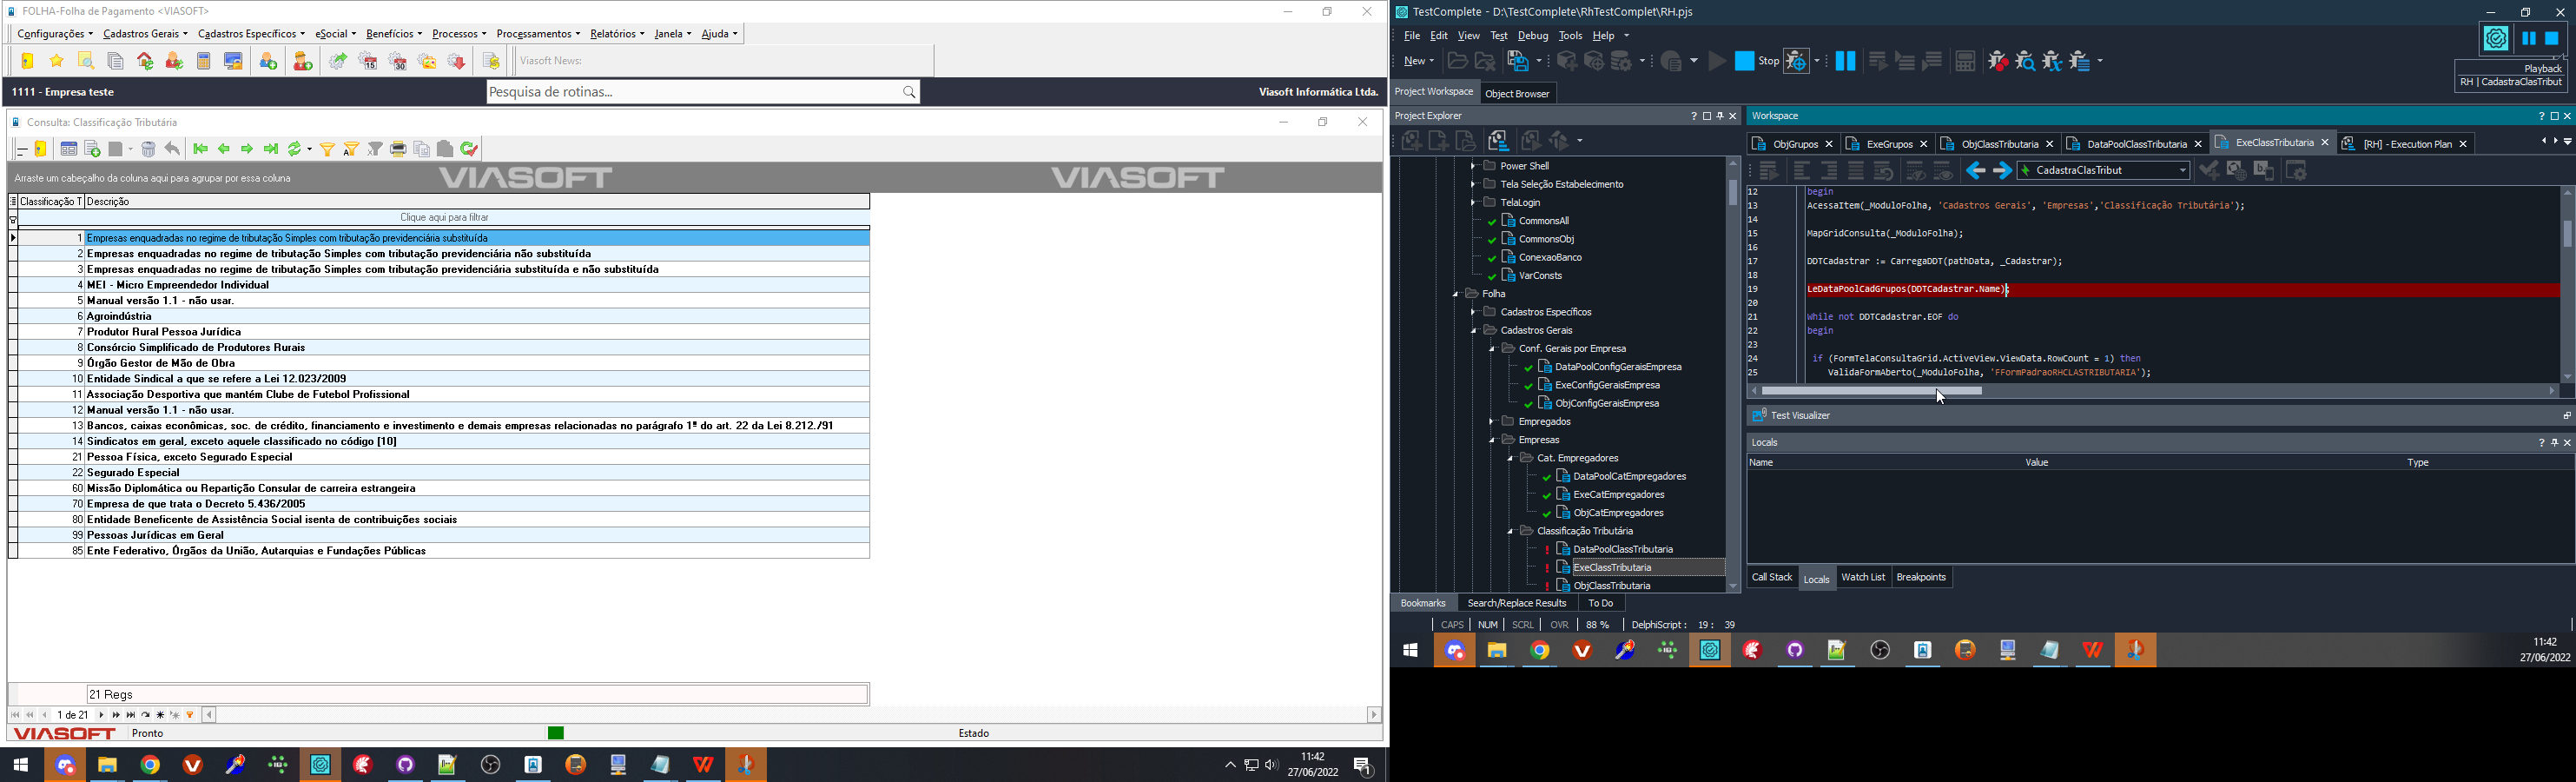 FOLHA-Folha de Pagamento <VIASOFT>
Configurações Cadastros Gerais Cadastros Específicos eSocial Benefícios Processos Processamentos Relatórios Janela Ajuda
Viasoft News:
1111 - Empresa teste
Pesquisa de rotinas...
Viasoft Informática Ltda.
Consulta: Classificação Tributária
Arraste um cabeçalho da coluna aqui para agrupar por essa coluna
VIASOFT VIASOFT
Classificação T Descrição
Clique aqui para filtrar
1 Empresas enquadradas no regime de tributação Simples com tributação previdenciária substituída
2 Empresas enquadradas no regime de tributação Simples com tributação previdenciária não substituída
3 Empresas enquadradas no regime de tributação Simples com tributação previdenciária substituída e não substituída
4 MEI - Micro Empreendedor Individual
5 Manual versão 1.1 - não usar.
6 Agroindústria
7 Produtor Rural Pessoa Jurídica
8 Consórcio Simplificado de Produtores Rurais
9 Órgão Gestor de Mão de Obra
10 Entidade Sindical a que se refere a Lei 12.023/2009
11 Associação Desportiva que mantém Clube de Futebol Profissional
12 Manual versão 1.1 - não usar.
13 Bancos, caixas econômicas, soc. de crédito, financiamento e investimento e demais empresas relacionadas no parágrafo 1º do art. 22 da Lei 8.212./91
14 Sindicatos em geral, exceto aquele classificado no código [10]
21 Pessoa Física, exceto Segurado Especial
22 Segurado Especial
60 Missão Diplomática ou Repartição Consular de carreira estrangeira
70 Empresa de que trata o Decreto 5.436/2005
80 Entidade Beneficente de Assistência Social isenta de contribuições sociais
99 Pessoas Jurídicas em Geral
85 Ente Federativo, Órgãos da União, Autarquias e Fundações Públicas
21 Regs
1 de 21
VIASOFT Pronto Estado
11:42
27/06/2022
TestComplete - D:\TestComplete\RhTestComplet\RH.pjs
File Edit View Test Debug Tools Help
New Stop
Playback
RH | CadastraClasTribut
Project Workspace Object Browser
Project Explorer
Power Shell
Tela Seleção Estabelecimento
TelaLogin
CommonsAll
CommonsObj
ConexaoBanco
VarConsts
Folha
Cadastros Específicos
Cadastros Gerais
Conf. Gerais por Empresa
DataPoolConfigGeraisEmpresa
ExeConfigGeraisEmpresa
ObjConfigGeraisEmpresa
Empregados
Empresas
Cat. Empregadores
DataPoolCatEmpregadores
ExeCatEmpregadores
ObjCatEmpregadores
Classificação Tributária
DataPoolClassTributaria
ExeClassTributaria
ObjClassTributaria
Bookmarks Search/Replace Results To Do
Workspace
ObjGrupos ExeGrupos ObjClassTributaria DataPoolClassTributaria ExeClassTributaria [RH] - Execution Plan
CadastraClasTribut
12 begin
13 AcessaItem(_ModuloFolha, 'Cadastros Gerais', 'Empresas','Classificação Tributária');
14
15 MapGridConsulta(_ModuloFolha);
16
17 DDTCadastrar := CarregaDDT(pathData, _Cadastrar);
18
19 LeDataPoolCadGrupos(DDTCadastrar.Name);
20
21 While not DDTCadastrar.EOF do
22 begin
23
24 if (FormTelaConsultaGrid.ActiveView.ViewData.RowCount = 1) then
25 ValidaFormAberto(_ModuloFolha, 'FFormPadraoRHCLASTRIBUTARIA');
Test Visualizer
Locals
Name Value Type
Call Stack Locals Watch List Breakpoints
CAPS NUM SCRL OVR 88 % DelphiScript : 19 : 39
11:42
27/06/2022